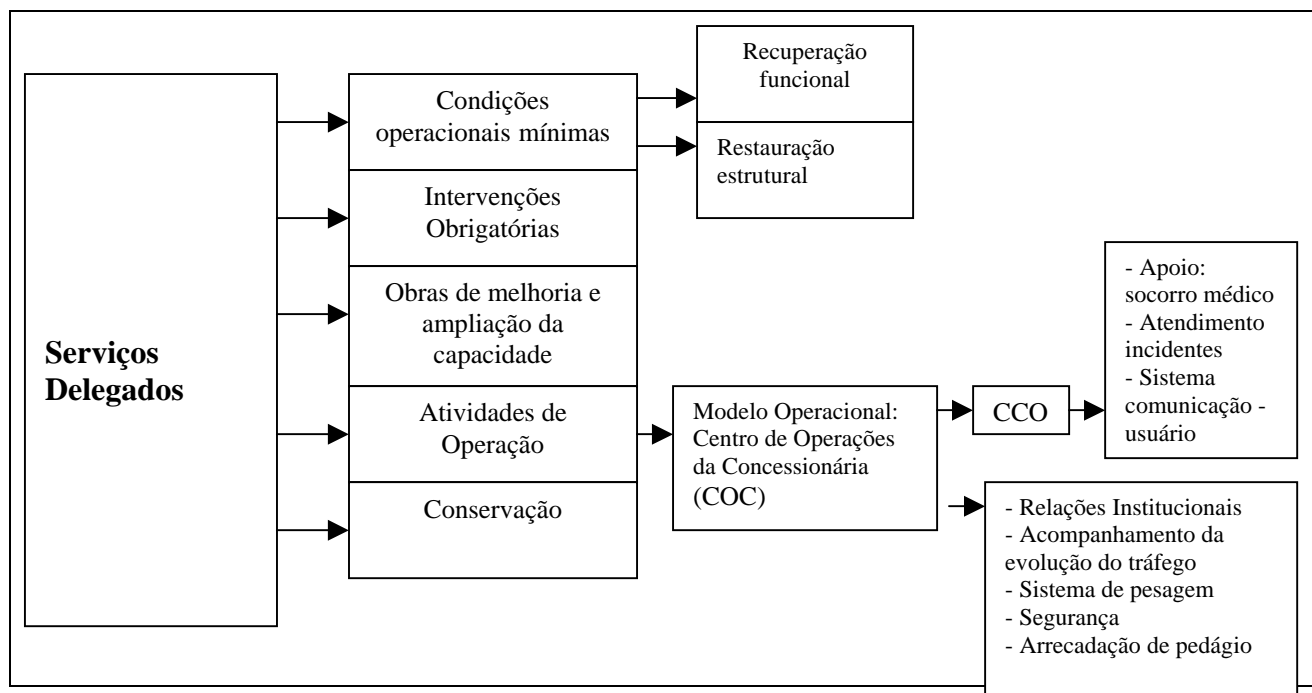 Serviços
Delegados
Condições
operacionais mínimas
Intervenções
Obrigatórias
Obras de melhoria e
ampliação da
capacidade
Atividades de
Operação
Conservação
Recuperação
funcional
Restauração
estrutural
Modelo Operacional:
Centro de Operações
da Concessionária
(COC)
CCO
- Apoio:
socorro médico
- Atendimento
incidentes
- Sistema
comunicação -
usuário
- Relações Institucionais
- Acompanhamento da
evolução do tráfego
- Sistema de pesagem
- Segurança
- Arrecadação de pedágio